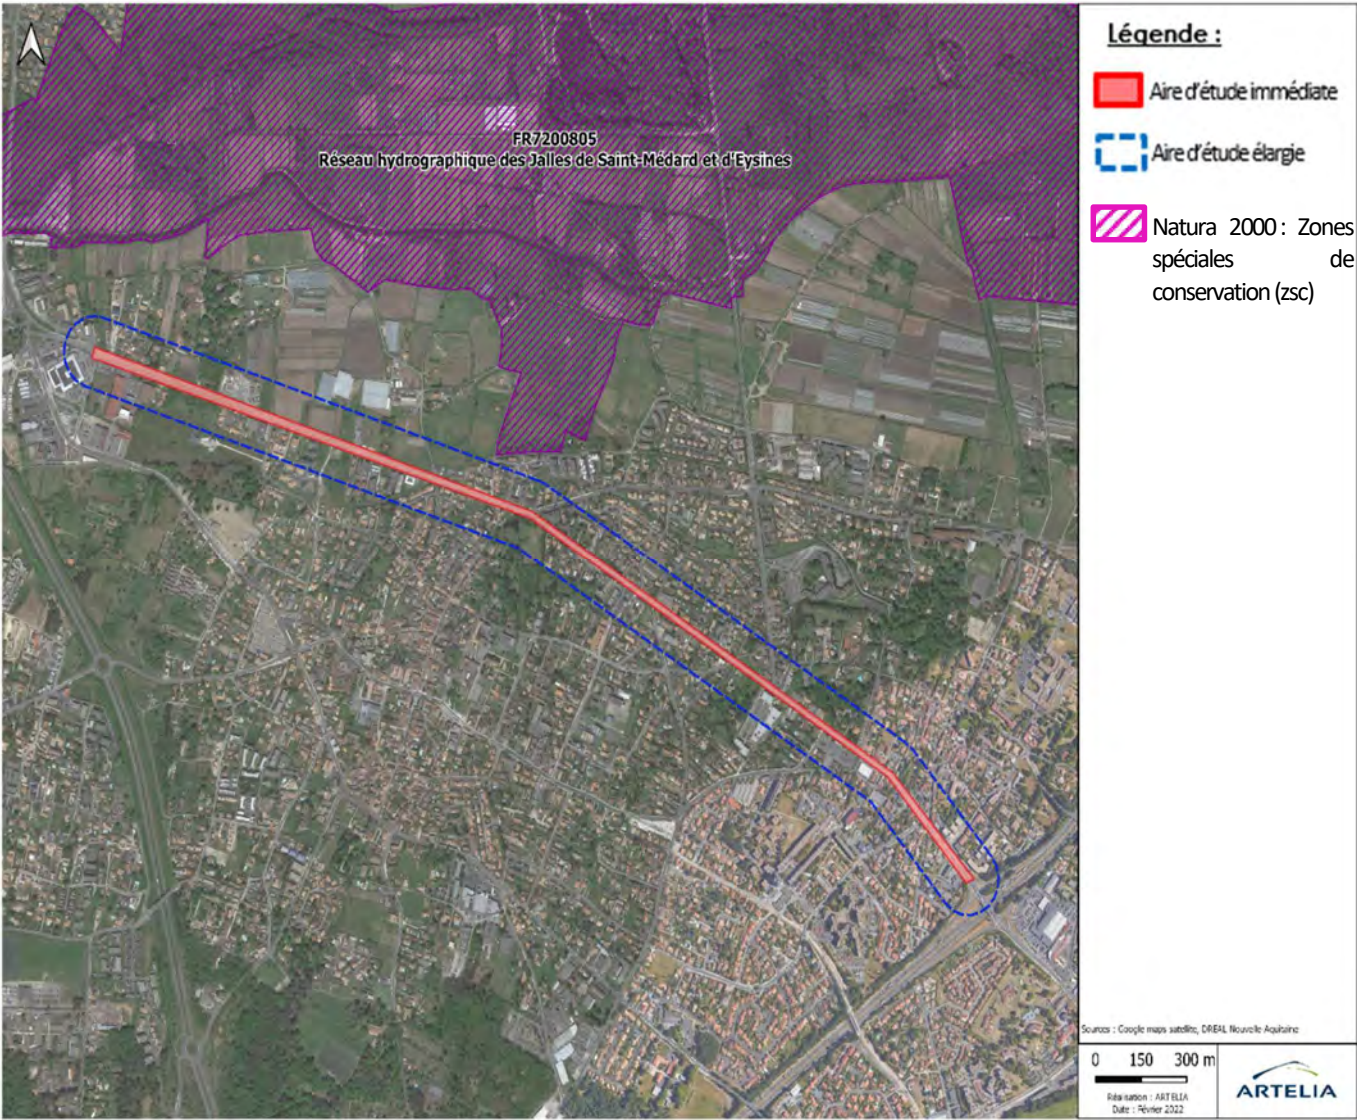 FR7200805
Réseau hydrographique des Jalles de Saint-Médard et d'Eysines
Légende :
Aire d'étude immédiate
Aire d'étude élargie
Natura 2000 : Zones
spéciales de
conservation (zsc)
Sources : Google maps satellite, DREAL Nouvelle-Aquitaine
0 150 300 m
Réalisation : ARTELIA
Date : Février 2022
ARTELIA